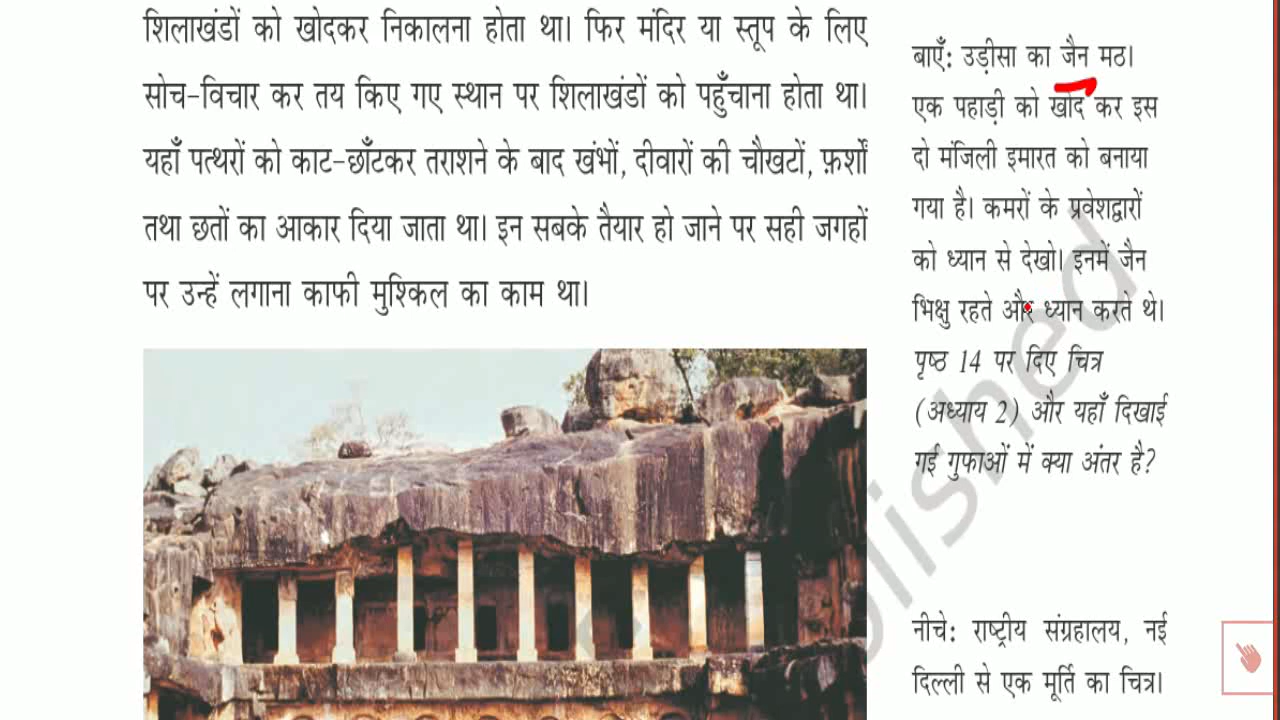 शिलाखंडों को खोदकर निकालना होता था। फिर मंदिर या स्तूप के लिए
सोच-विचार कर तय किए गए स्थान पर शिलाखंडों को पहुँचाना होता था।
यहाँ पत्थरों को काट-छाँटकर तराशने के बाद खंभों, दीवारों की चौखटों, फ़र्शों
तथा छतों का आकार दिया जाता था। इन सबके तैयार हो जाने पर सही जगहों
पर उन्हें लगाना काफी मुश्किल का काम था।
बाएँ: उड़ीसा का जैन मठ।
एक पहाड़ी को खोद कर इस
दो मंजिली इमारत को बनाया
गया है। कमरों के प्रवेशद्वारों
को ध्यान से देखो। इनमें जैन
भिक्षु रहते और ध्यान करते थे।
पृष्ठ 14 पर दिए चित्र
(अध्याय 2) और यहाँ दिखाई
गई गुफाओं में क्या अंतर है?
नीचे: राष्ट्रीय संग्रहालय, नई
दिल्ली से एक मूर्ति का चित्र।